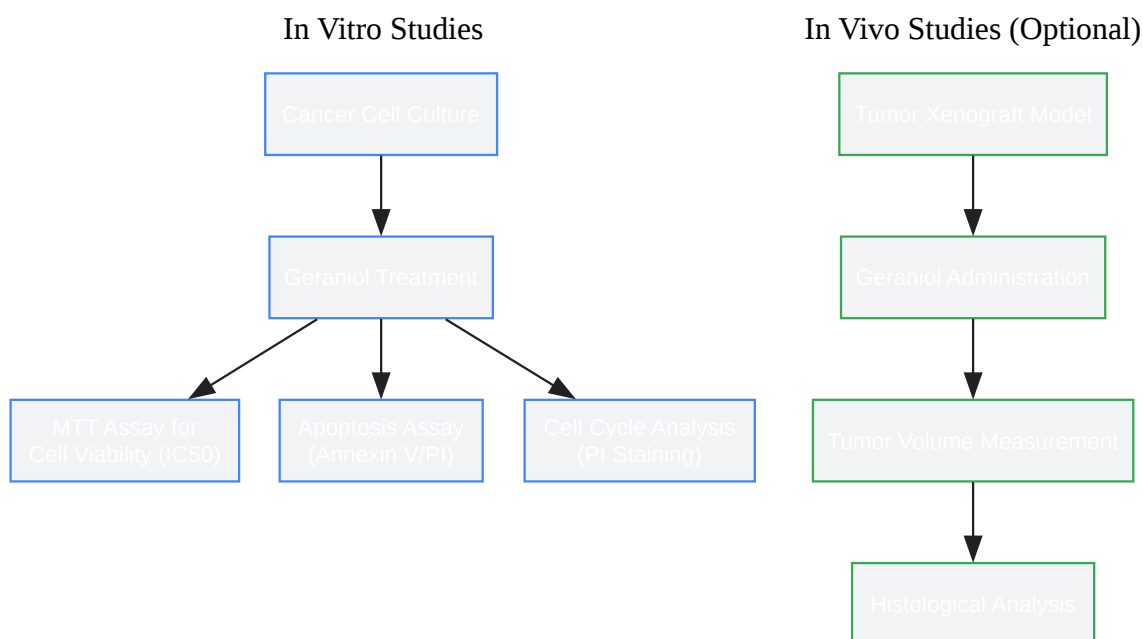 In Vitro Studies
Cancer Cell Culture
Geraniol Treatment
MTT Assay for
Cell Viability (IC50)
Apoptosis Assay
(Annexin V/PI)
Cell Cycle Analysis
(PI Staining)
In Vivo Studies (Optional)
Tumor Xenograft Model
Geraniol Administration
Tumor Volume Measurement
Histological Analysis